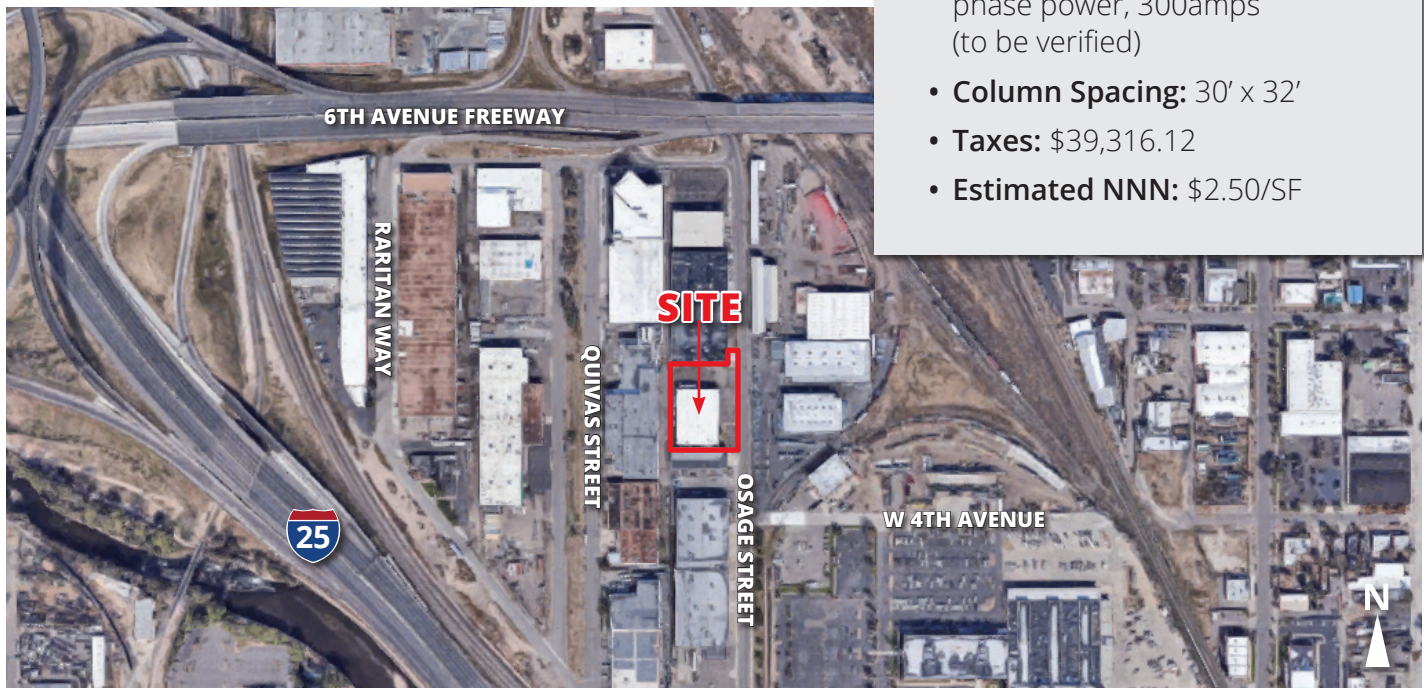 phase power, 300amps
(to be verified)
• Column Spacing: 30’ x 32’
• Taxes: $39,316.12
• Estimated NNN: $2.50/SF
6TH AVENUE FREEWAY
RARITAN WAY
SITE
QUIVAS STREET
OSAGE STREET
W 4TH AVENUE
25
N